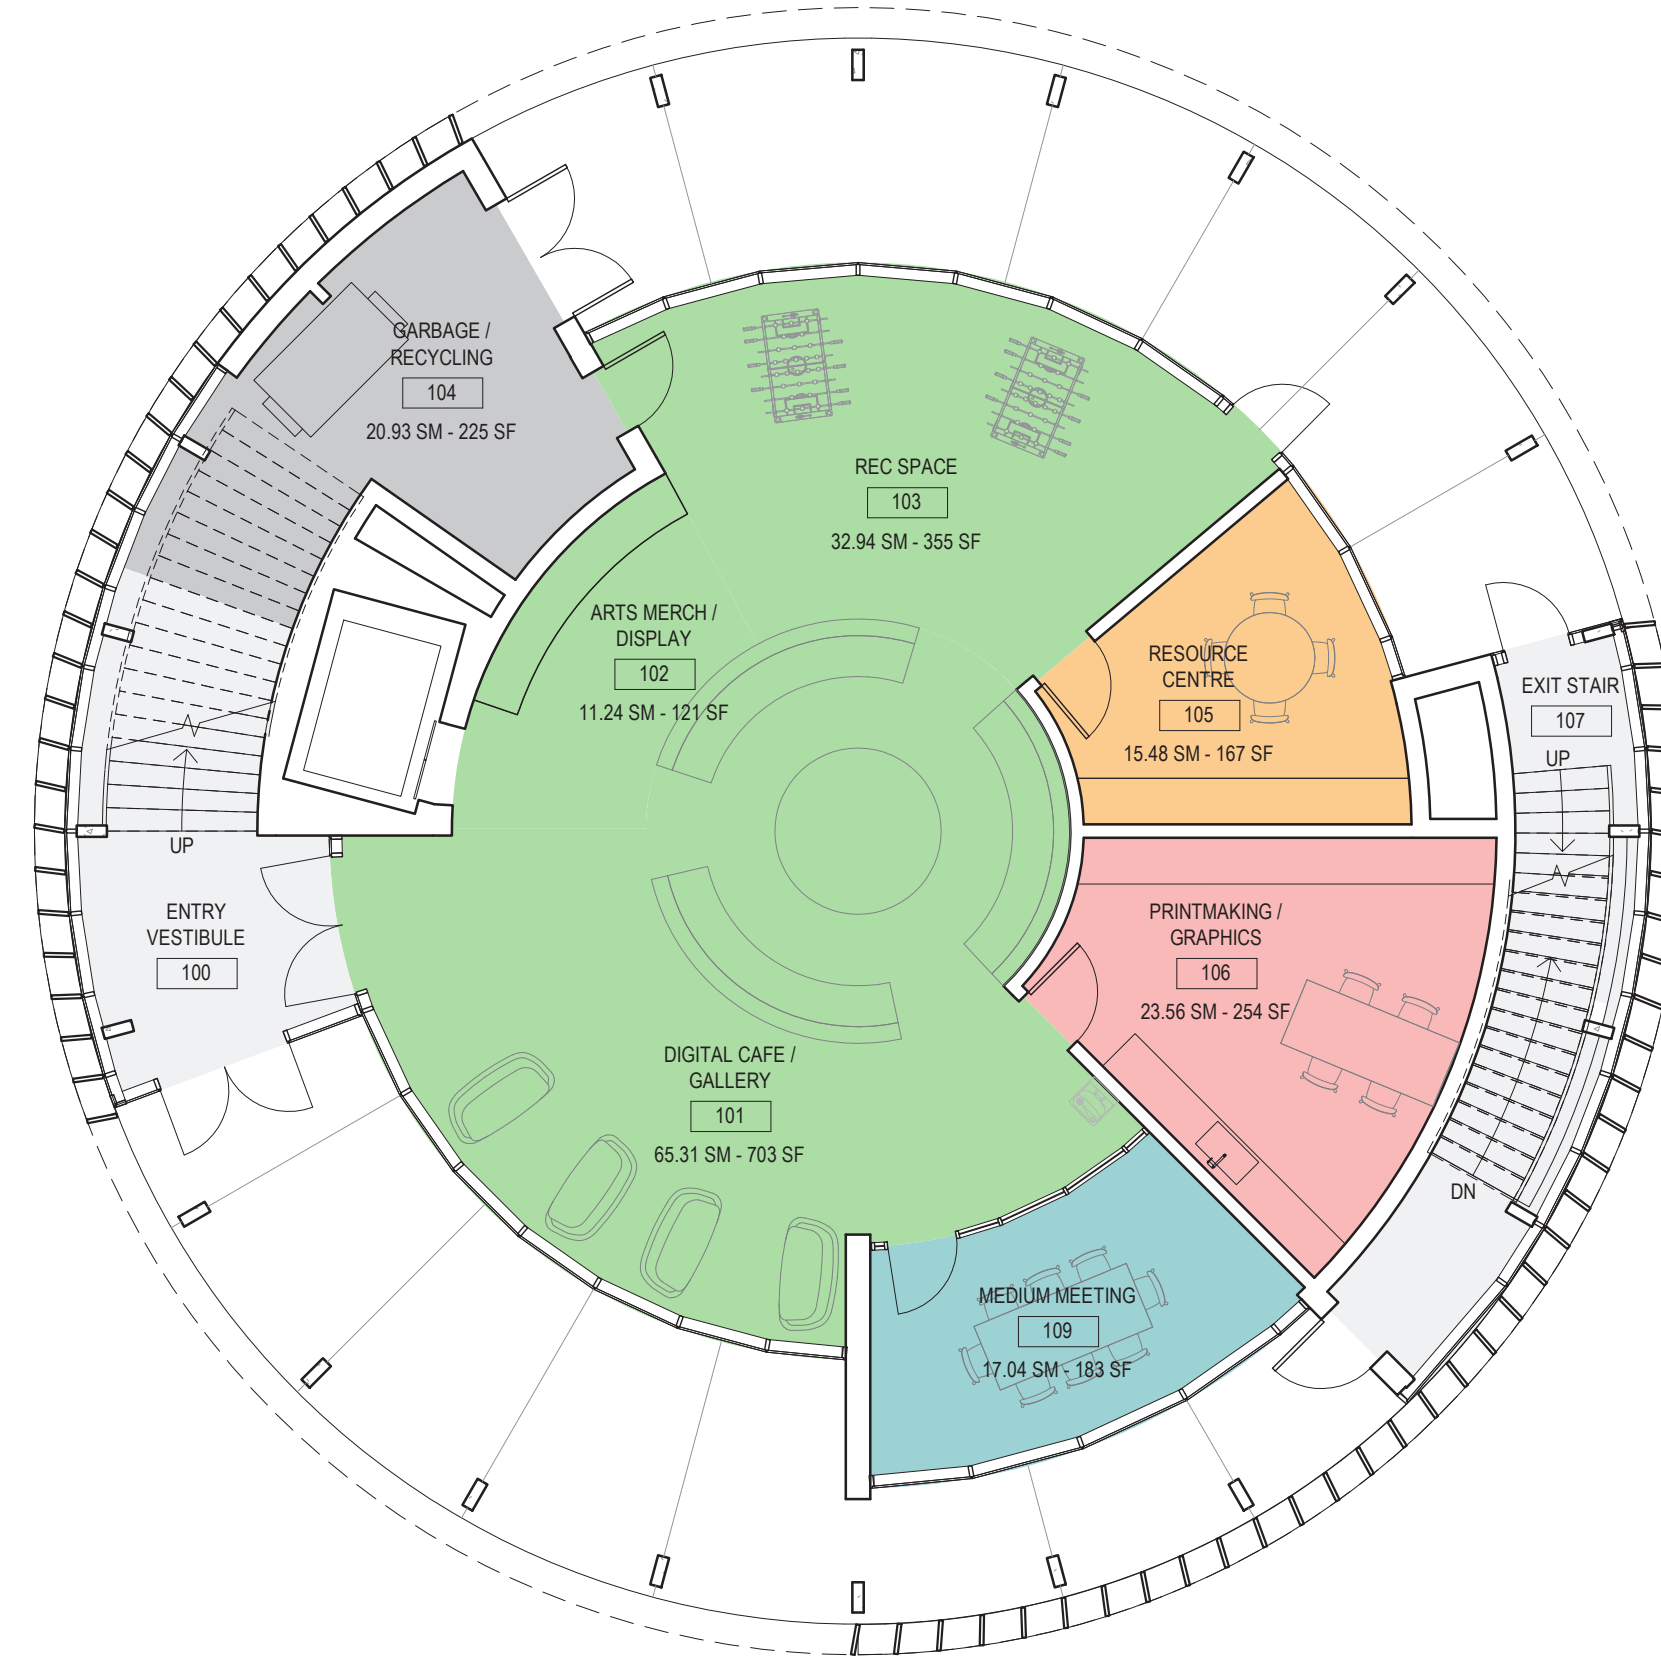 GARBAGE /
RECYCLING
104
20.93 SM - 225 SF
REC SPACE
103
32.94 SM - 355 SF
ARTS MERCH /
DISPLAY
102
11.24 SM - 121 SF
RESOURCE
CENTRE
105
15.48 SM - 167 SF
EXIT STAIR
107
UP
UP
ENTRY
VESTIBULE
100
PRINTMAKING /
GRAPHICS
106
23.56 SM - 254 SF
DIGITAL CAFE /
GALLERY
101
65.31 SM - 703 SF
DN
MEDIUM MEETING
109
17.04 SM - 183 SF